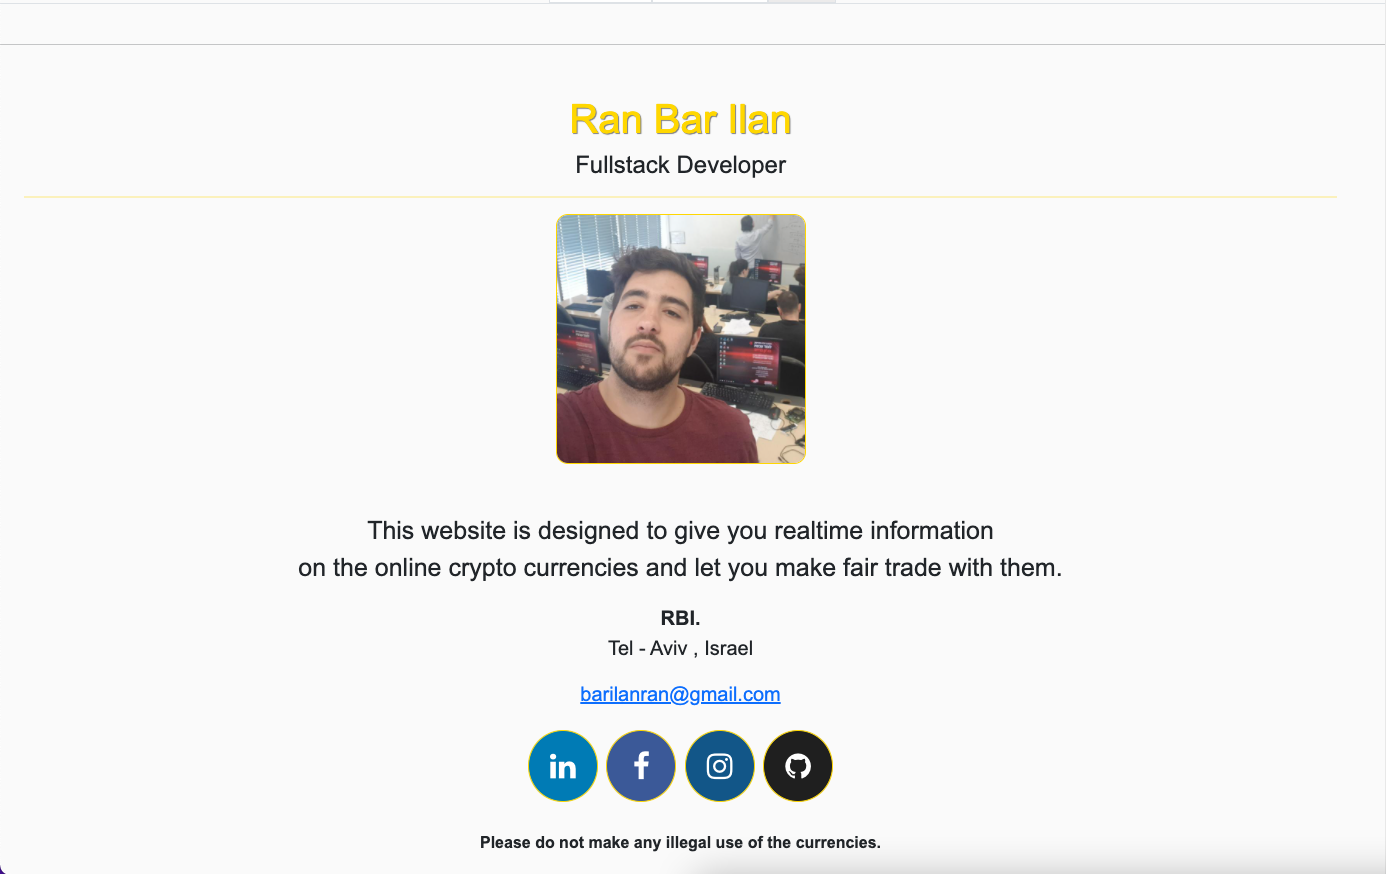 Ran Bar Ilan
Fullstack Developer
This website is designed to give you realtime information
on the online crypto currencies and let you make fair trade with them.
RBI.
Tel - Aviv , Israel
barilanran@gmail.com
in
f
Please do not make any illegal use of the currencies.